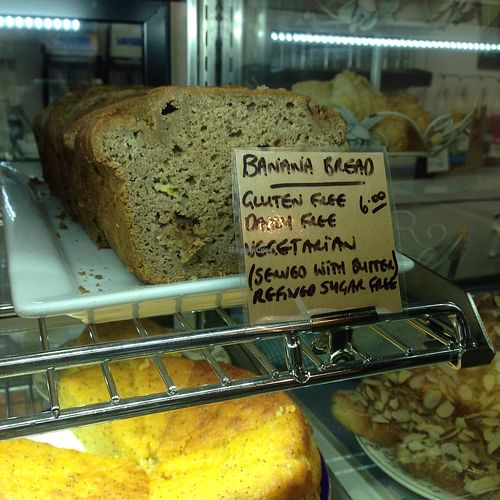 BANANA BREAD
GLUTEN FREE 6.00
DAIRY FREE
VEGETARIAN
(SERVED WITH BUTTER)
REFINED SUGAR FREE